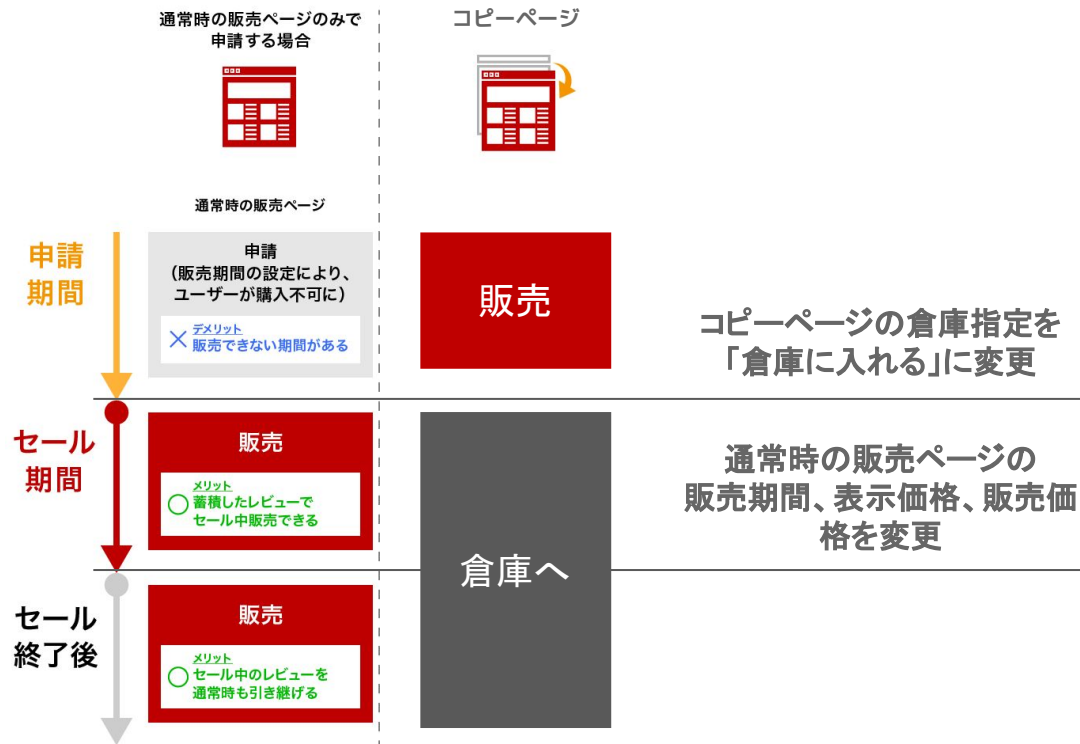 通常時の販売ページのみで
申請する場合
コピーページ
通常時の販売ページ
申請
期間
申請
(販売期間の設定により、
ユーザーが購入不可に)
デメリット
販売できない期間がある
販売
コピーページの倉庫指定を
「倉庫に入れる」に変更
セール
期間
販売
メリット
蓄積したレビューで
セール中販売できる
倉庫へ
通常時の販売ページの
販売期間、表示価格、販売価
格を変更
セール
終了後
販売
メリット
セール中のレビューを
通常時も引き継げる